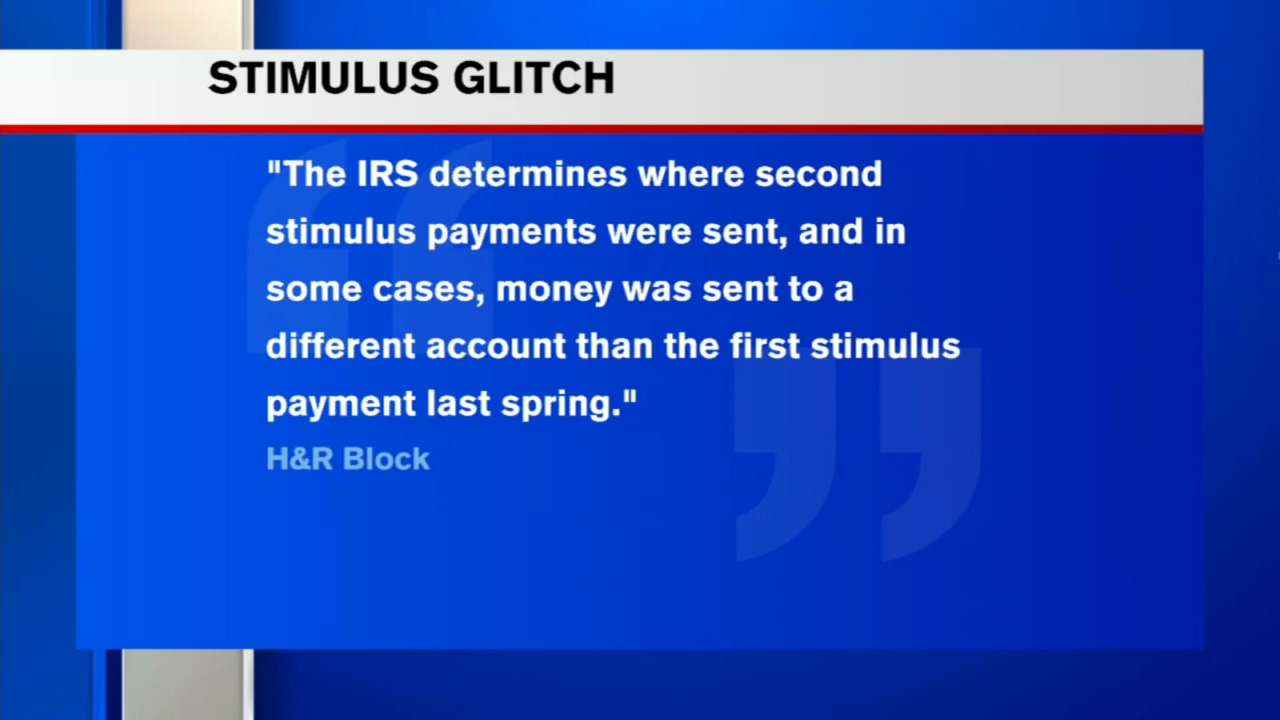 STIMULUS GLITCH
"The IRS determines where second
stimulus payments were sent, and in
some cases, money was sent to a
different account than the first stimulus
payment last spring."
H&R Block